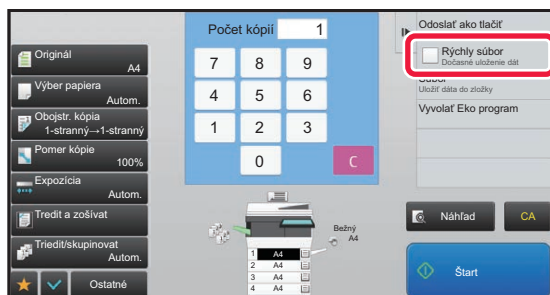 Počet kópií 1
Originál
A4
Výber papiera
Autom.
Obojstr. kópia
1-stranný→1-stranný
Pomer kópie
100%
Expozícia
Autom.
Tredit a zošívat
Triedit/skupinovat
Autom.
Ostatné
7 8 9
4 5 6
1 2 3
0 C
Bežný
A4
1 A4
2 A4
3 A4
4 A4
Odoslať ako tlačiť
Rýchly súbor
Dočasné uloženie dát
Súbor
Uložiť dáta do zložky
Vyvolať Eko program
Náhľad
CA
Štart